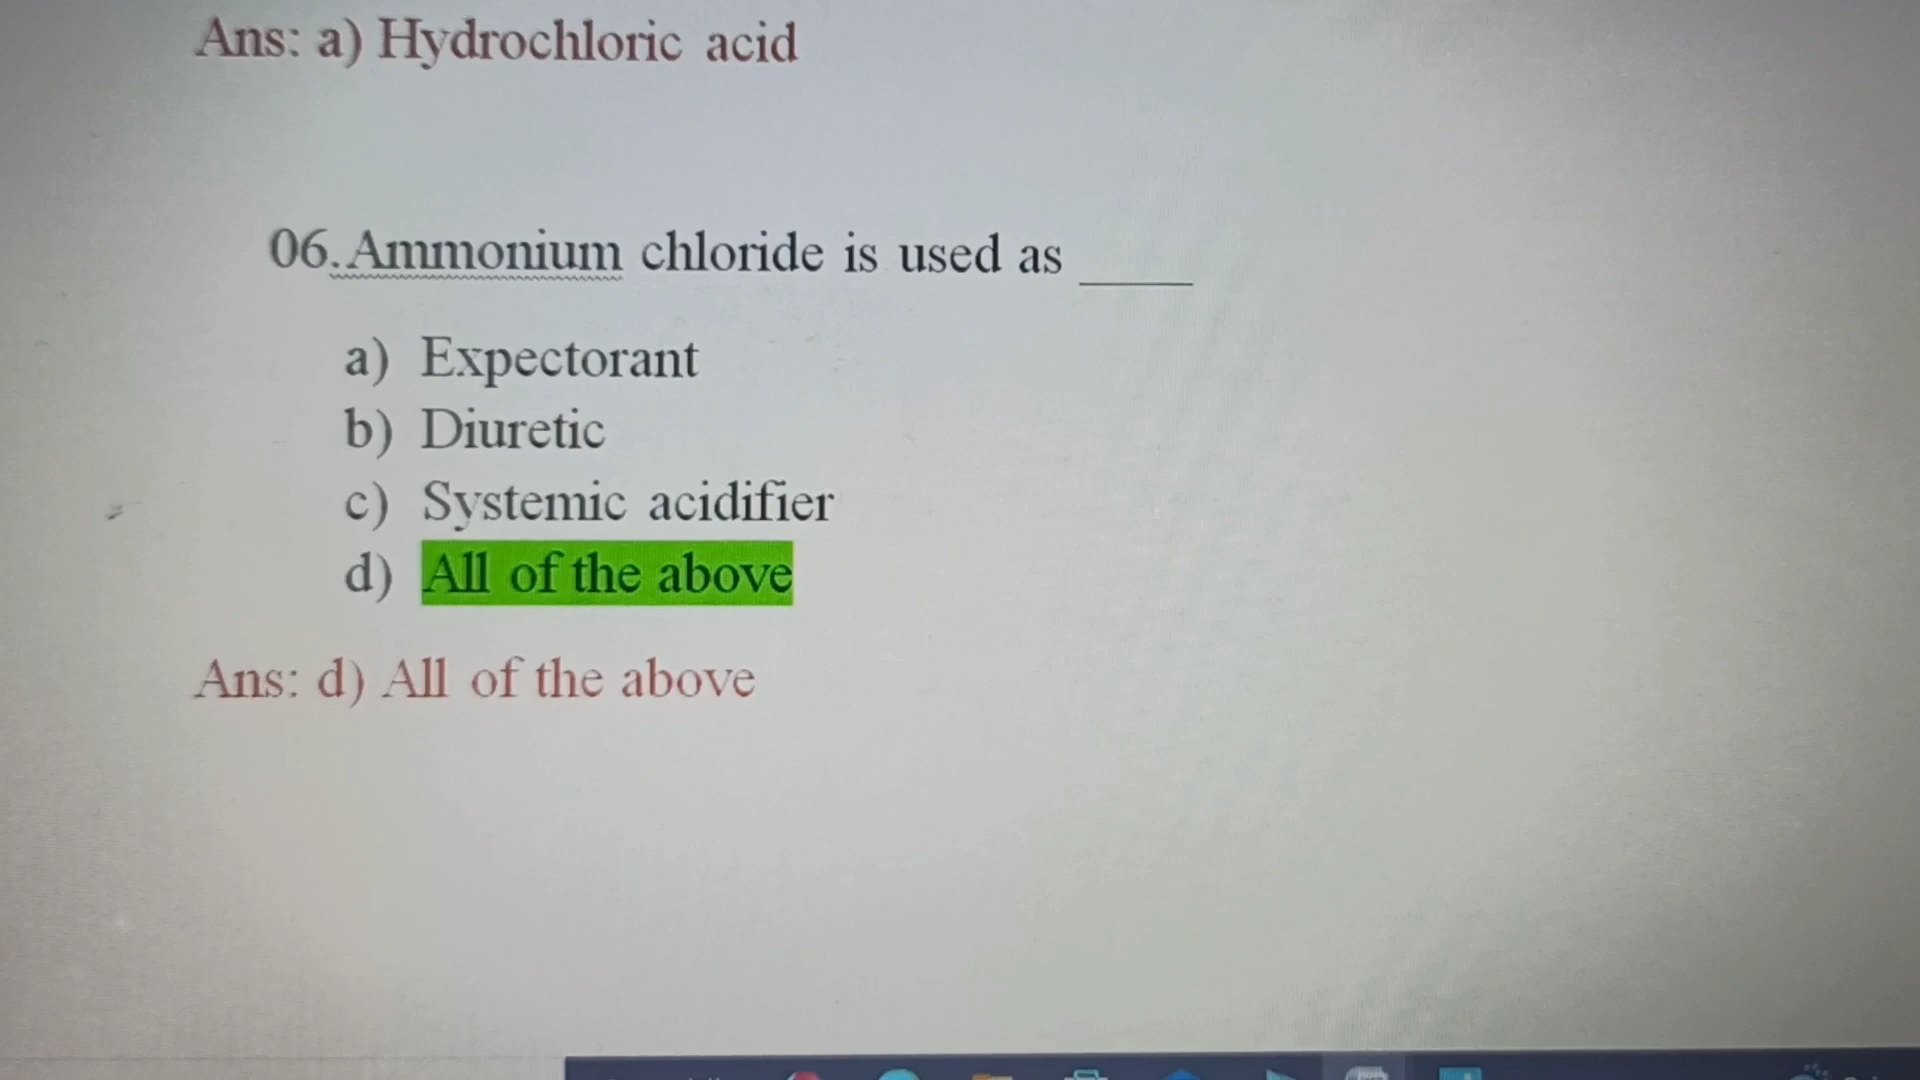 Ans: a) Hydrochloric acid
06.Ammonium chloride is used as _____
a) Expectorant
b) Diuretic
c) Systemic acidifier
d) All of the above
Ans: d) All of the above